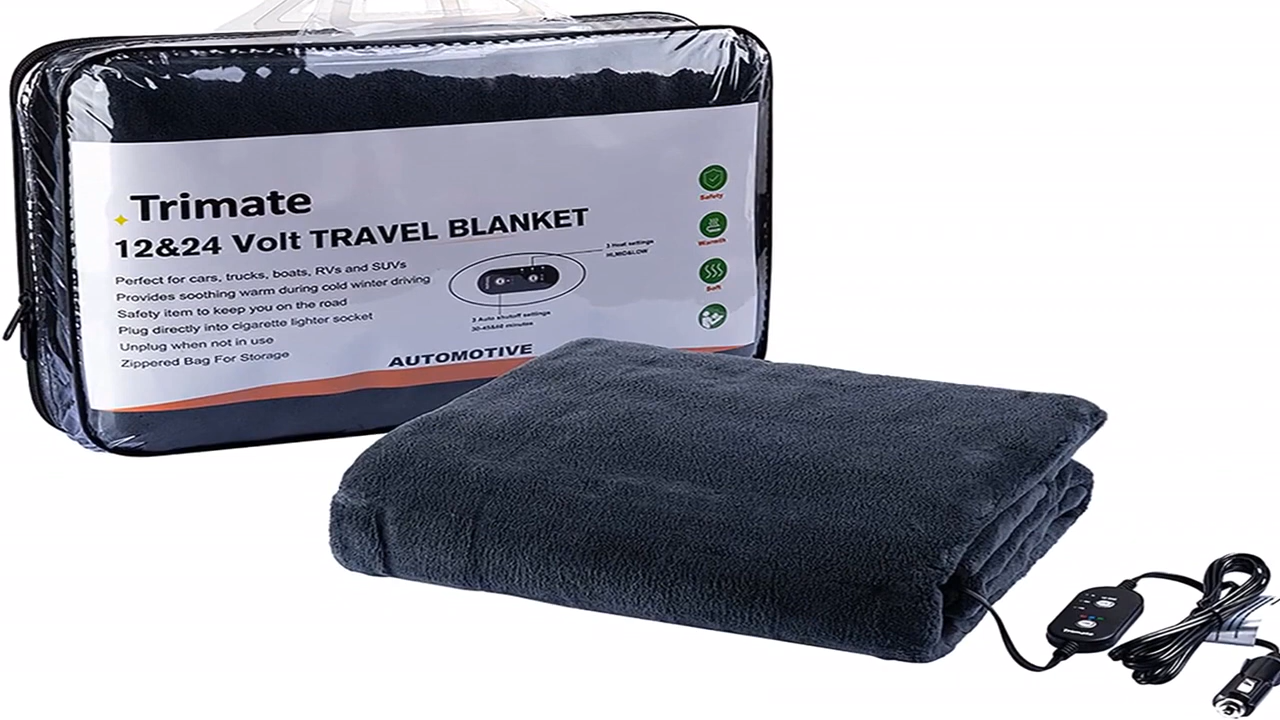 Trimate
12&24 Volt TRAVEL BLANKET
Perfect for cars, trucks, boats, RVs and SUVs
Provides soothing warm during cold winter driving
Safety item to keep you on the road
Plug directly into cigarette lighter socket
Unplug when not in use
Zippered Bag For Storage
3 Heat settings
3 Auto shutoff settings
30-45&60 minutes
AUTOMOTIVE
Safety
Warmth
Soft